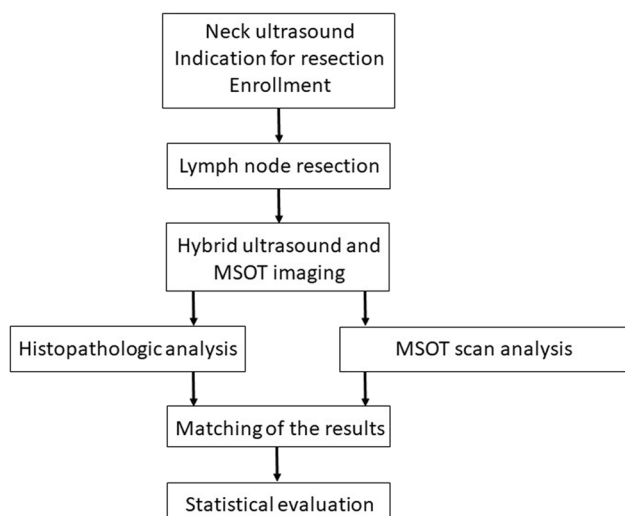 Neck ultrasound
Indication for resection
Enrollment
Lymph node resection
Hybrid ultrasound and
MSOT imaging
Histopathologic analysis
MSOT scan analysis
Matching of the results
Statistical evaluation